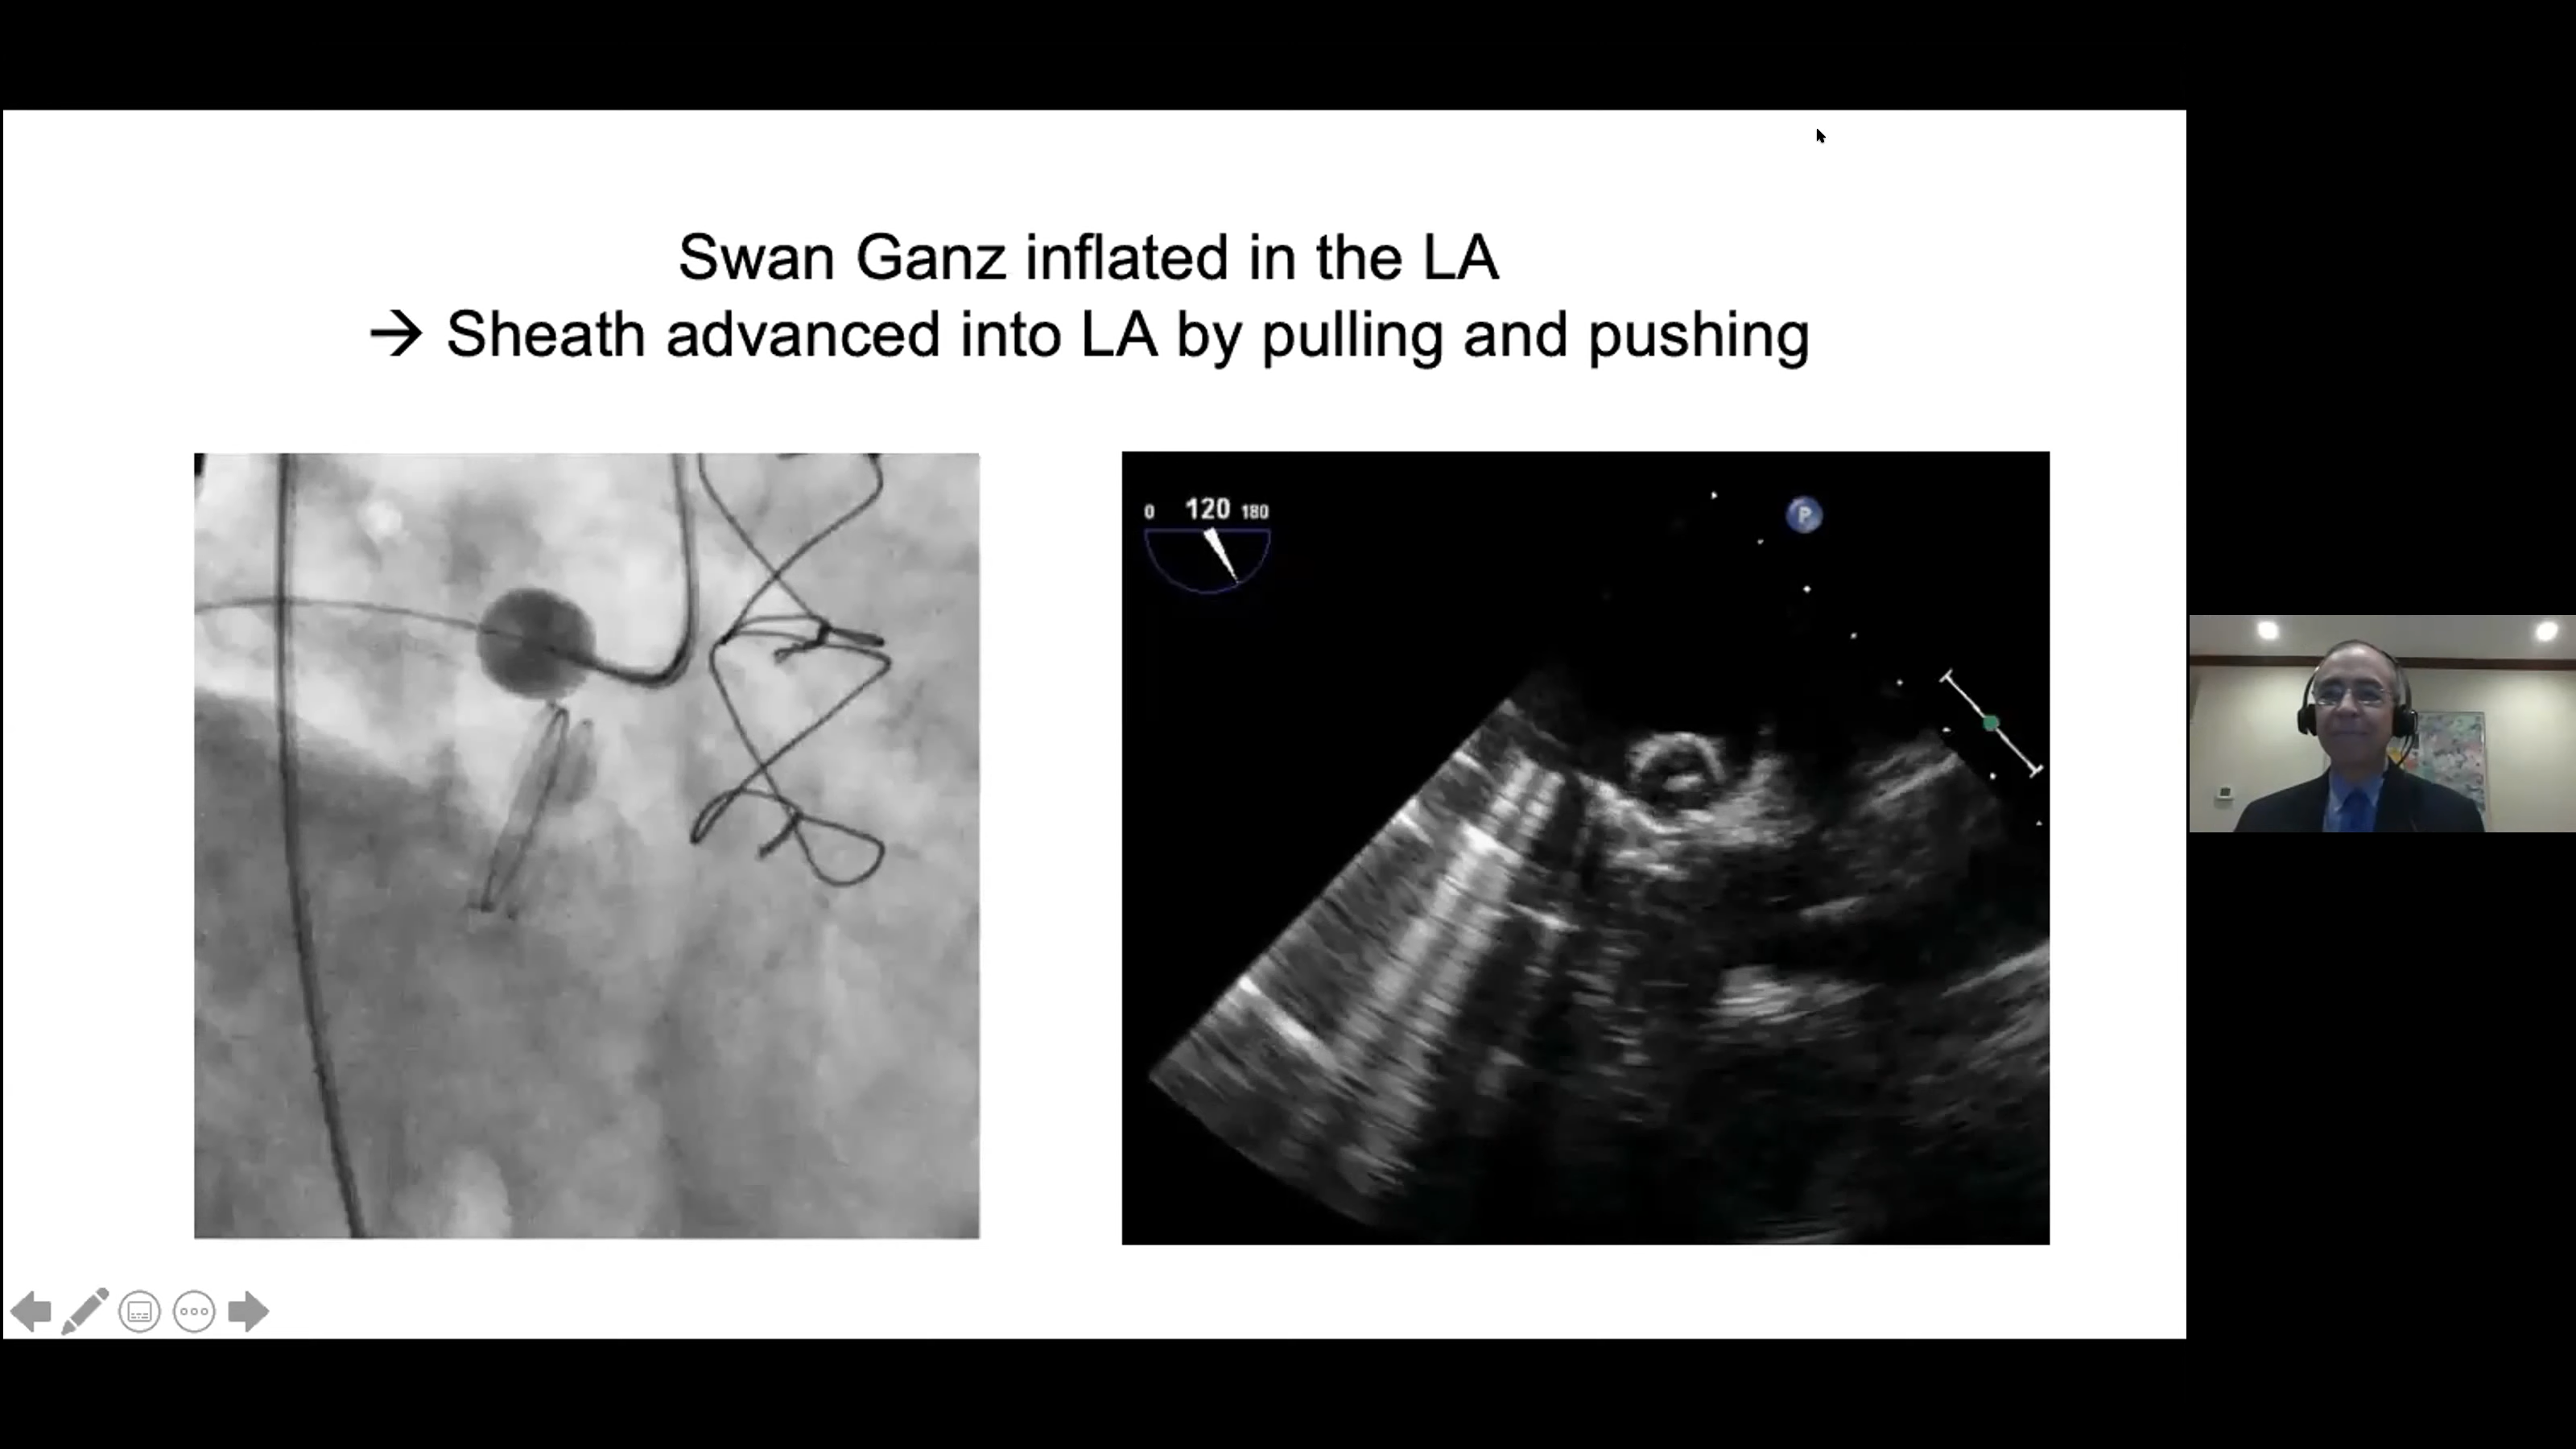 Swan Ganz inflated in the LA
→ Sheath advanced into LA by pulling and pushing
0 120 180
P